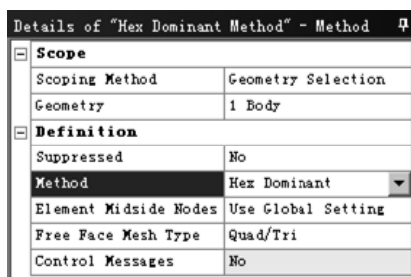 Details of "Hex Dominant Method" - Method
Scope
Scoping Method Geometry Selection
Geometry 1 Body
Definition
Suppressed No
Method Hex Dominant
Element Midside Nodes Use Global Setting
Free Face Mesh Type Quad/Tri
Control Messages No